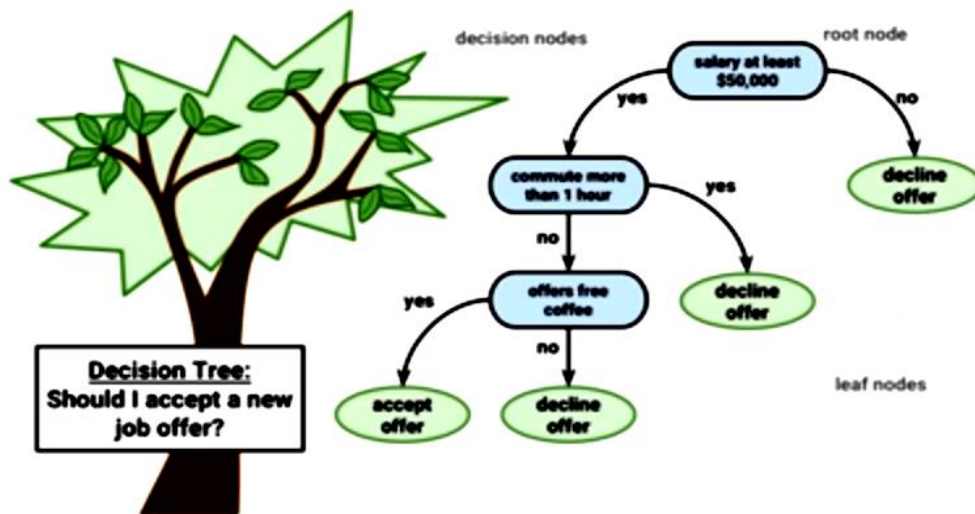 decision nodes
root node
salary at least
$50,000
yes
no
decline
offer
commute more
than 1 hour
yes
no
decline
offer
offers free
coffee
yes
no
accept
offer
decline
offer
leaf nodes
Decision Tree:
Should I accept a new
job offer?